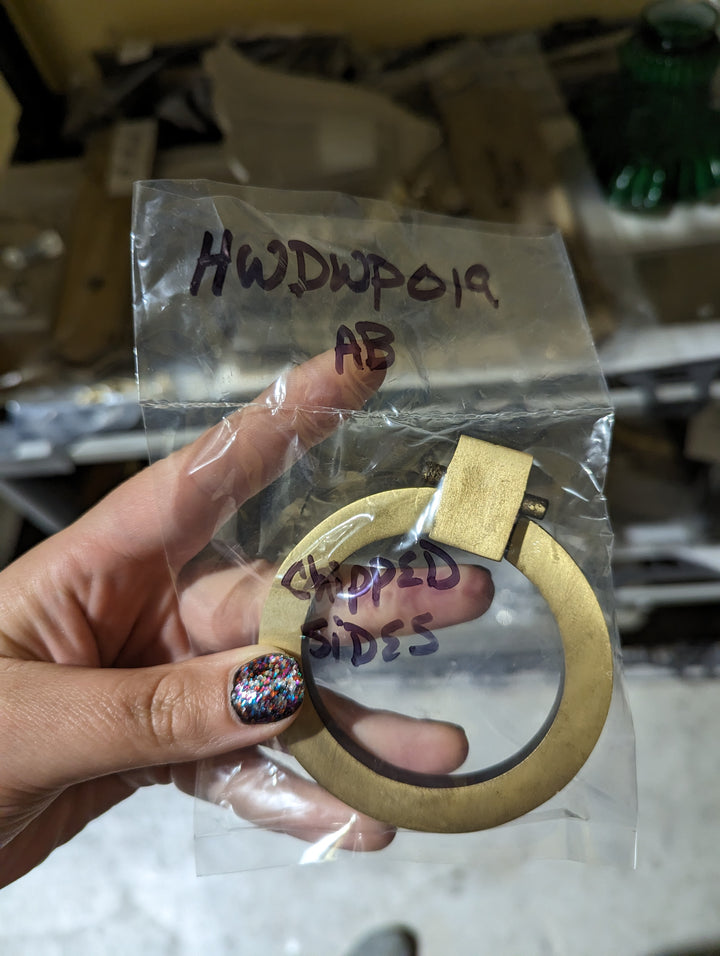 HWDWP019
AB
CHIPPED
SIDES